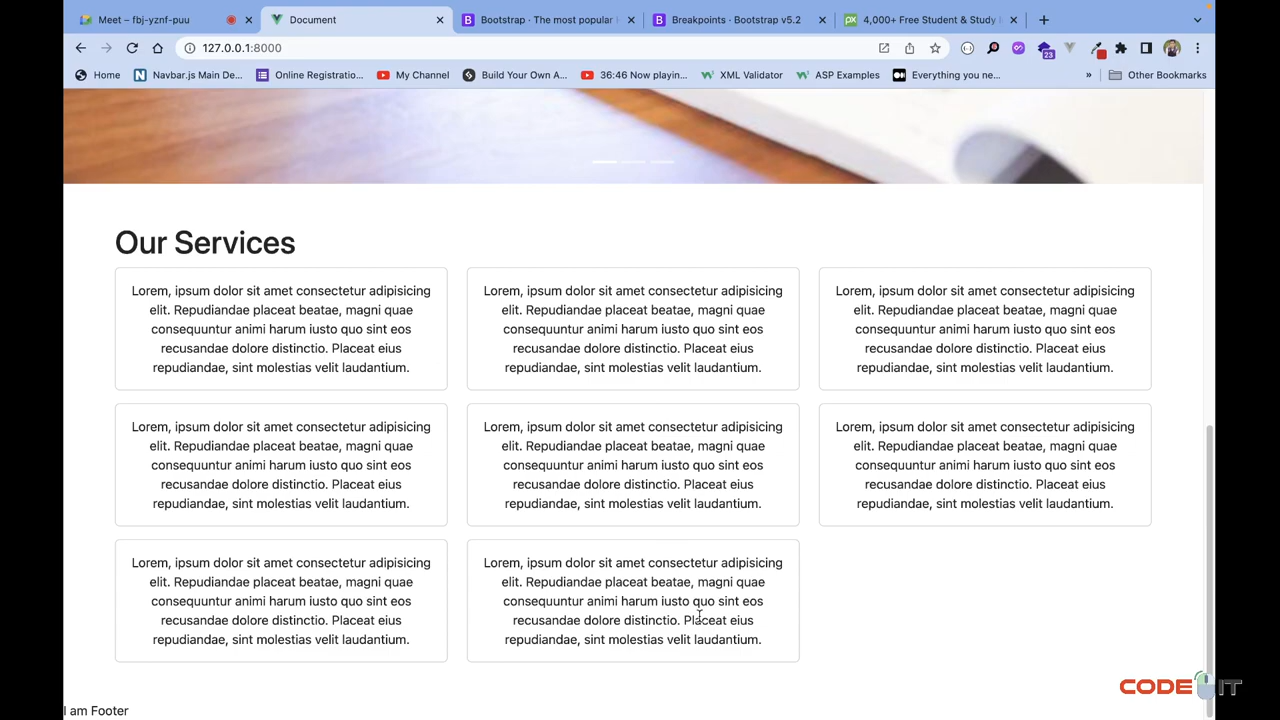 Meet – fbj-yznf-puu
Document
Bootstrap · The most popular
Breakpoints · Bootstrap v5.2
4,000+ Free Student & Study
127.0.0.1:8000
23
Home
Navbar.js Main De...
Online Registratio...
My Channel
Build Your Own A...
36:46 Now playin...
XML Validator
ASP Examples
Everything you ne...
»
Other Bookmarks
Our Services
Lorem, ipsum dolor sit amet consectetur adipisicing
elit. Repudiandae placeat beatae, magni quae
consequuntur animi harum iusto quo sint eos
recusandae dolore distinctio. Placeat eius
repudiandae, sint molestias velit laudantium.
Lorem, ipsum dolor sit amet consectetur adipisicing
elit. Repudiandae placeat beatae, magni quae
consequuntur animi harum iusto quo sint eos
recusandae dolore distinctio. Placeat eius
repudiandae, sint molestias velit laudantium.
Lorem, ipsum dolor sit amet consectetur adipisicing
elit. Repudiandae placeat beatae, magni quae
consequuntur animi harum iusto quo sint eos
recusandae dolore distinctio. Placeat eius
repudiandae, sint molestias velit laudantium.
Lorem, ipsum dolor sit amet consectetur adipisicing
elit. Repudiandae placeat beatae, magni quae
consequuntur animi harum iusto quo sint eos
recusandae dolore distinctio. Placeat eius
repudiandae, sint molestias velit laudantium.
Lorem, ipsum dolor sit amet consectetur adipisicing
elit. Repudiandae placeat beatae, magni quae
consequuntur animi harum iusto quo sint eos
recusandae dolore distinctio. Placeat eius
repudiandae, sint molestias velit laudantium.
Lorem, ipsum dolor sit amet consectetur adipisicing
elit. Repudiandae placeat beatae, magni quae
consequuntur animi harum iusto quo sint eos
recusandae dolore distinctio. Placeat eius
repudiandae, sint molestias velit laudantium.
Lorem, ipsum dolor sit amet consectetur adipisicing
elit. Repudiandae placeat beatae, magni quae
consequuntur animi harum iusto quo sint eos
recusandae dolore distinctio. Placeat eius
repudiandae, sint molestias velit laudantium.
Lorem, ipsum dolor sit amet consectetur adipisicing
elit. Repudiandae placeat beatae, magni quae
consequuntur animi harum iusto quo sint eos
recusandae dolore distinctio. Placeat eius
repudiandae, sint molestias velit laudantium.
CODE IT
I am Footer